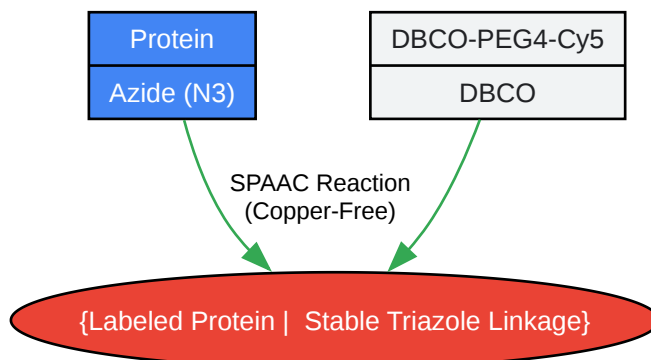 Protein
Azide (N3)
DBCO-PEG4-Cy5
DBCO
SPAAC Reaction
(Copper-Free)
{Labeled Protein | Stable Triazole Linkage}